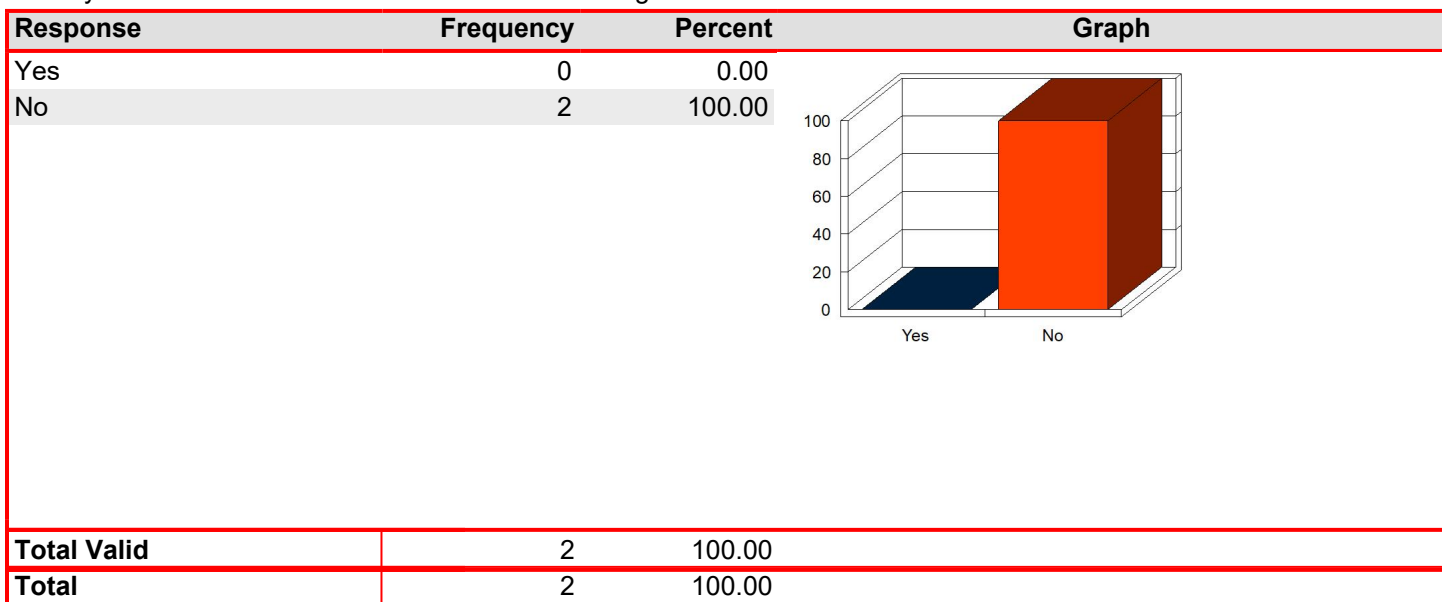 Response Frequency Percent Graph
Yes 0 0.00
No 2 100.00
100
80
60
40
20
0
Yes No
Total Valid 2 100.00
Total 2 100.00